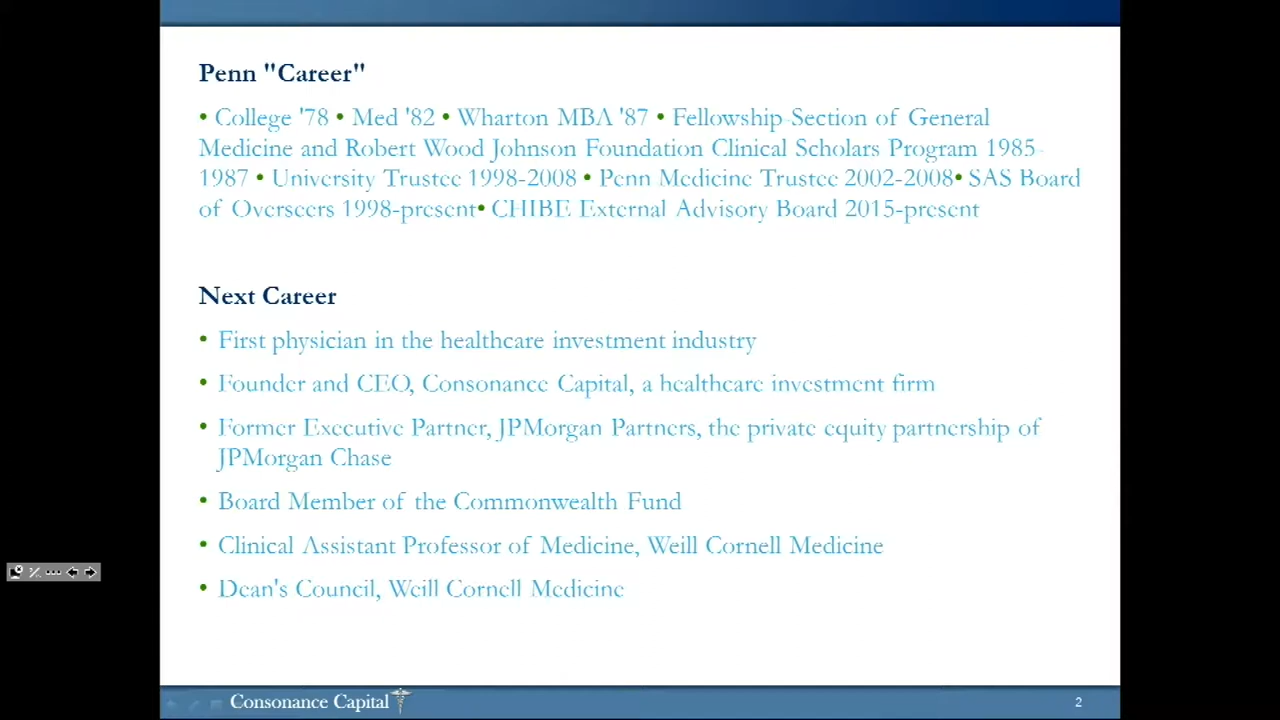 Penn "Career"
• College '78 • Med '82 • Wharton MBA '87 • Fellowship-Section of General
Medicine and Robert Wood Johnson Foundation Clinical Scholars Program 1985-
1987 • University Trustee 1998-2008 • Penn Medicine Trustee 2002-2008• SAS Board
of Overseers 1998-present• CHIBE External Advisory Board 2015-present
Next Career
• First physician in the healthcare investment industry
• Founder and CEO, Consonance Capital, a healthcare investment firm
• Former Executive Partner, JPMorgan Partners, the private equity partnership of
JPMorgan Chase
• Board Member of the Commonwealth Fund
• Clinical Assistant Professor of Medicine, Weill Cornell Medicine
• Dean's Council, Weill Cornell Medicine
Consonance Capital
2